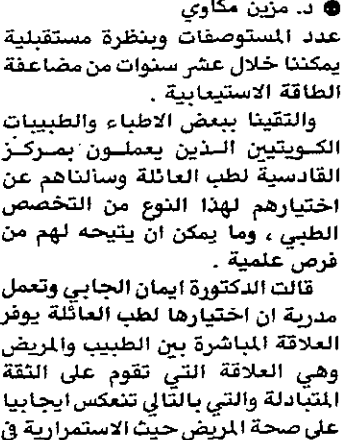 ● د. مزين مكاوي
عدد المستوصفات وبنظرة مستقبلية
يمكننا خلال عشر سنوات من مضاعفة
الطاقة الاستيعابية .
والتقينا ببعض الاطباء والطبيبات
الكويتيين الذين يعملون بمركز
القادسية لطب العائلة وسألناهم عن
اختيارهم لهذا النوع من التخصص
الطبي ، وما يمكن ان يتيحه لهم من
فرص علمية .
قالت الدكتورة ايمان الجابي وتعمل
مدربة ان اختيارها لطب العائلة يوفر
العلاقة المباشرة بين الطبيب والمريض
وهي العلاقة التي تقوم على الثقة
المتبادلة والتي بالتالي تنعكس ايجابيا
على صحة المريض حيث الاستمرارية في